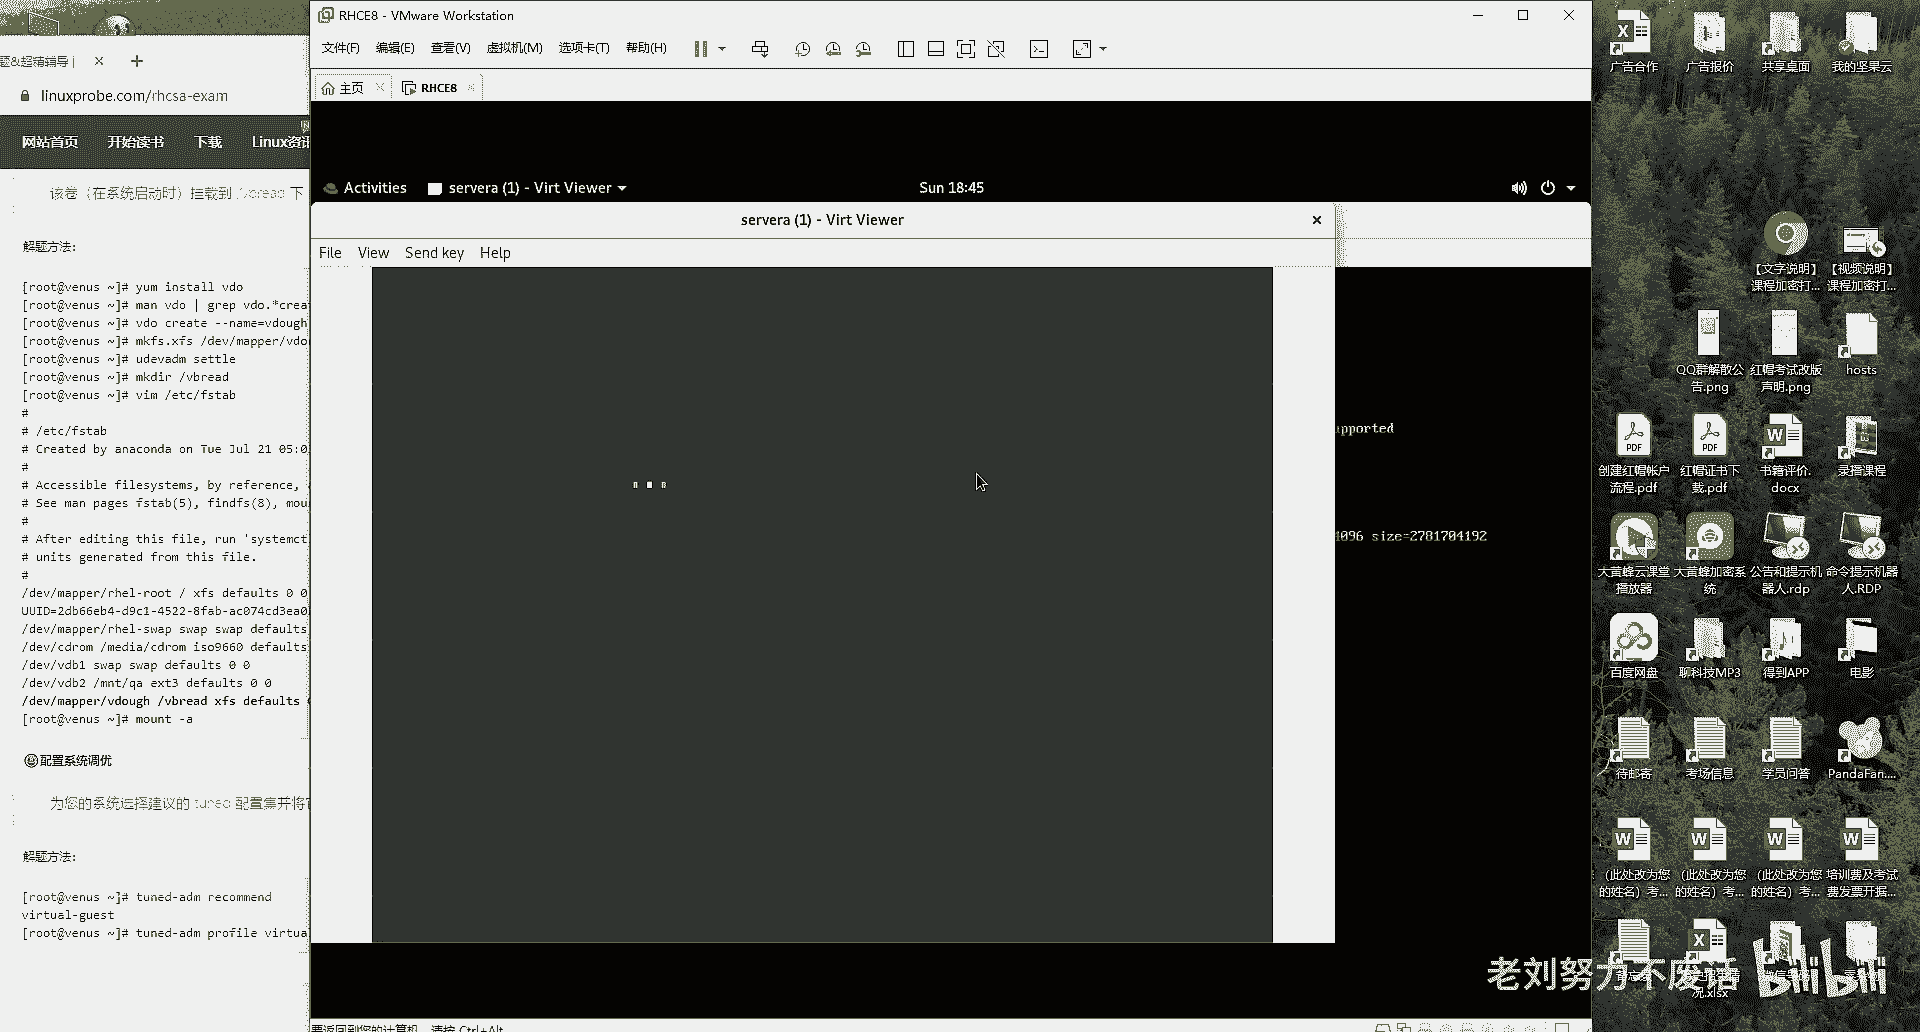 RHCE8 - VMware Workstation
文件(F) 编辑(E) 查看(V) 虚拟机(M) 选项卡(T) 帮助(H)
主页 RHCE8
题&超精辅导 j
linuxprobe.com/rhcsa-exam
网站首页 开始读书 下载 Linux资讯
该卷（在系统启动时）挂载到 /vbread 下
解题方法:
[root@venus ~]# yum install vdo
[root@venus ~]# man vdo | grep vdo.*crea
[root@venus ~]# vdo create --name=vdough
[root@venus ~]# mkfs.xfs /dev/mapper/vdo
[root@venus ~]# udevadm settle
[root@venus ~]# mkdir /vbread
[root@venus ~]# vim /etc/fstab
#
# /etc/fstab
# Created by anaconda on Tue Jul 21 05:0
#
# Accessible filesystems, by reference,
# See man pages fstab(5), findfs(8), mou
#
# After editing this file, run 'systemct
# units generated from this file.
#
/dev/mapper/rhel-root / xfs defaults 0 0
UUID=2db66eb4-d9c1-4522-8fab-ac074cd3ea0
/dev/mapper/rhel-swap swap swap defaults
/dev/cdrom /media/cdrom iso9660 defaults
/dev/vdb1 swap swap defaults 0 0
/dev/vdb2 /mnt/qa ext3 defaults 0 0
/dev/mapper/vdough /vbread xfs defaults
[root@venus ~]# mount -a
配置系统调优
为您的系统选择建议的 tuned 配置集并将
解题方法:
[root@venus ~]# tuned-adm recommend
virtual-guest
[root@venus ~]# tuned-adm profile virtua
Activities servera (1) - Virt Viewer Sun 18:45
servera (1) - Virt Viewer
File View Send key Help
pported
4096 size=2781704192
要返回到您的计算机，请按 Ctrl+Alt
广告合作 广告报价 共享桌面 我的坚果云
【文字说明】课程加密打... 【视频说明】课程加密打...
QQ群解散公告.png 红帽考试改版声明.png hosts
创建红帽帐户流程.pdf 红帽证书下载.pdf 书籍评价.docx 录播课程
大黄蜂云课堂播放器 大黄蜂加密系统 公告和提示机器人.rdp 命令提示机器人.RDP
百度网盘 聊科技MP3 得到APP 电影
待邮寄 考场信息 学员问答 PandaFan....
（此处改为您的姓名）考... （此处改为您的姓名）考... （此处改为您的姓名）考... 培训费及考试费发票开据...
老刘努力不废话 bilibili